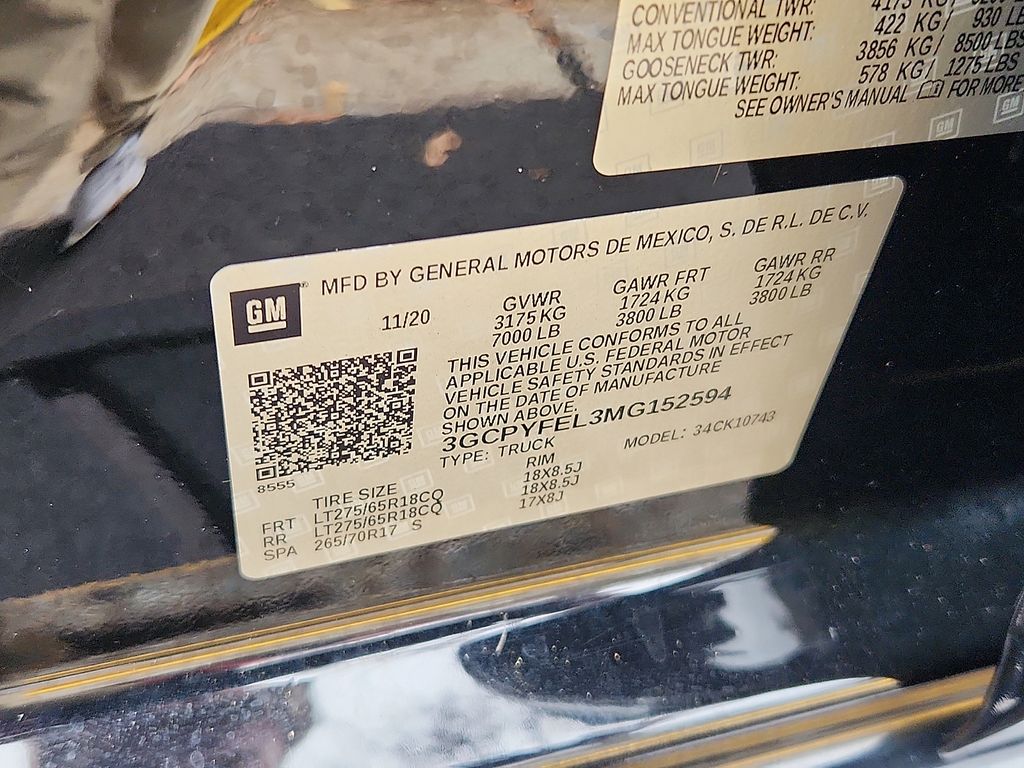 CONVENTIONAL TWR:
MAX TONGUE WEIGHT: 422 KG/ 930 LB
GOOSENECK TWR: 3856 KG/ 8500 LBS
MAX TONGUE WEIGHT: 578 KG/ 1275 LBS
SEE OWNER'S MANUAL FOR MORE
GM
GM
GM
MFD BY GENERAL MOTORS DE MEXICO, S. DE R.L. DE C.V.
11/20 GVWR GAWR FRT GAWR RR
3175 KG 1724 KG 1724 KG
7000 LB 3800 LB 3800 LB
THIS VEHICLE CONFORMS TO ALL
APPLICABLE U.S. FEDERAL MOTOR
VEHICLE SAFETY STANDARDS IN EFFECT
ON THE DATE OF MANUFACTURE
SHOWN ABOVE.
3GCPYFEL3MG152594
TYPE: TRUCK MODEL: 34CK10743
8555
TIRE SIZE RIM
FRT LT275/65R18CQ 18X8.5J
RR LT275/65R18CQ 18X8.5J
SPA 265/70R17 S 17X8J